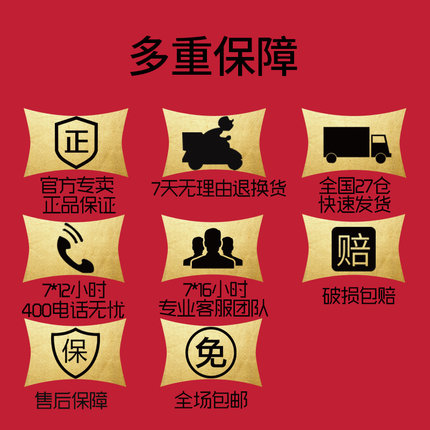 多重保障
正
官方专卖
正品保证
7天无理由退换货
全国27仓
快速发货
7*12小时
400电话无忧
7*16小时
专业客服团队
赔
破损包赔
保
售后保障
免
全场包邮